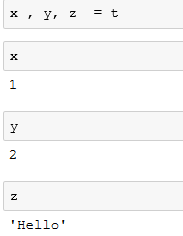 x , y, z  = t
x
1
y
2
z
'Hello'